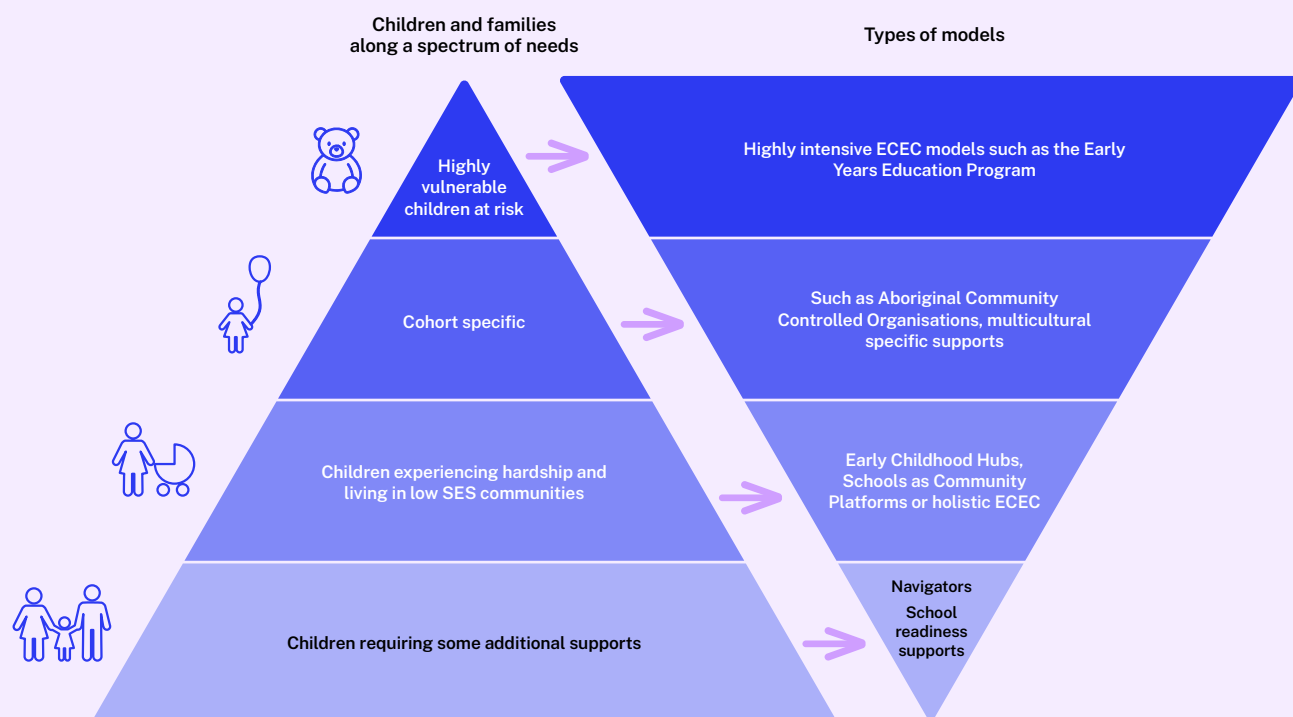 Children and families
along a spectrum of needs
Types of models
Highly
vulnerable
children at risk
Highly intensive ECEC models such as the Early
Years Education Program
Cohort specific
Such as Aboriginal Community
Controlled Organisations, multicultural
specific supports
Children experiencing hardship and
living in low SES communities
Early Childhood Hubs,
Schools as Community
Platforms or holistic ECEC
Children requiring some additional supports
Navigators
School
readiness
supports